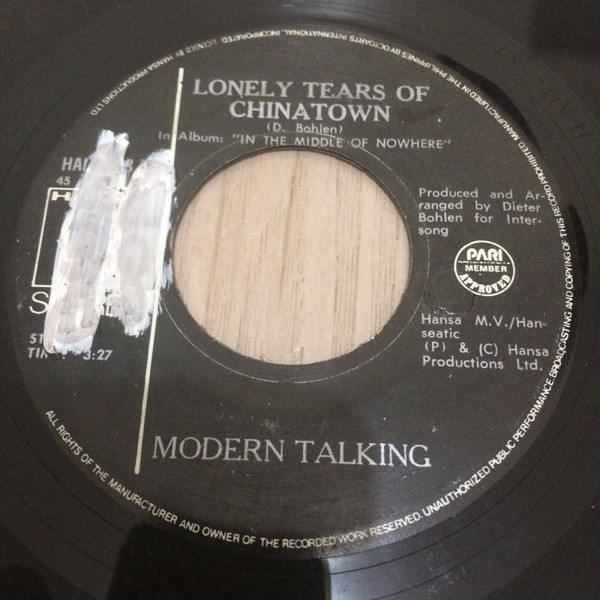 LONELY TEARS OF
CHINATOWN
(D. Bohlen)
In Album: "IN THE MIDDLE OF NOWHERE"
45
Produced and Ar-
ranged by Dieter
Bohlen for Inter-
song
PARI
MEMBER
APPROVED
Hansa M.V./Han-
seatic
(P) & (C) Hansa
Productions Ltd.
3:27
MODERN TALKING
ALL RIGHTS OF THE MANUFACTURER AND OWNER OF THE RECORDED WORK RESERVED. UNAUTHORIZED PUBLIC PERFORMANCE, BROADCASTING AND COPYING OF THIS RECORD PROHIBITED. MANUFACTURED IN THE PHILIPPINES BY OCTOARTS INTERNATIONAL, INCORPORATED. LICENSED BY HANSA PRODUCTIONS LTD